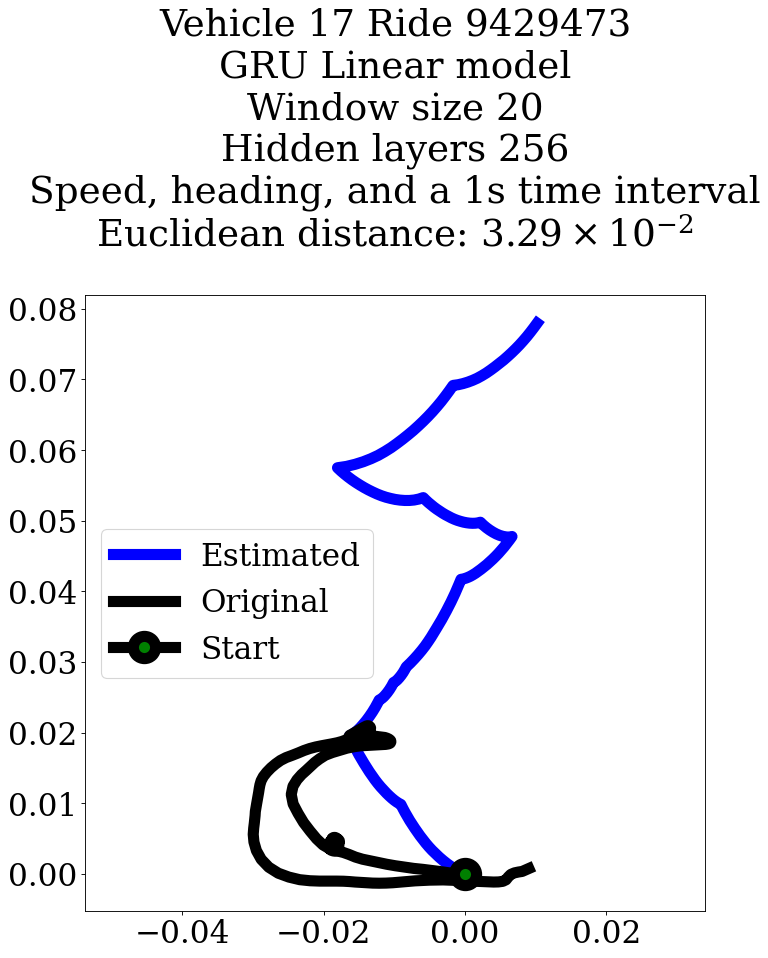 Vehicle 17 Ride 9429473
GRU Linear model
Window size 20
Hidden layers 256
Speed, heading, and a 1s time interval
Euclidean distance: 3.29 × 10⁻²
0.08
0.07
0.06
0.05
0.04
0.03
0.02
0.01
0.00
Estimated
Original
Start
−0.04 −0.02 0.00 0.02